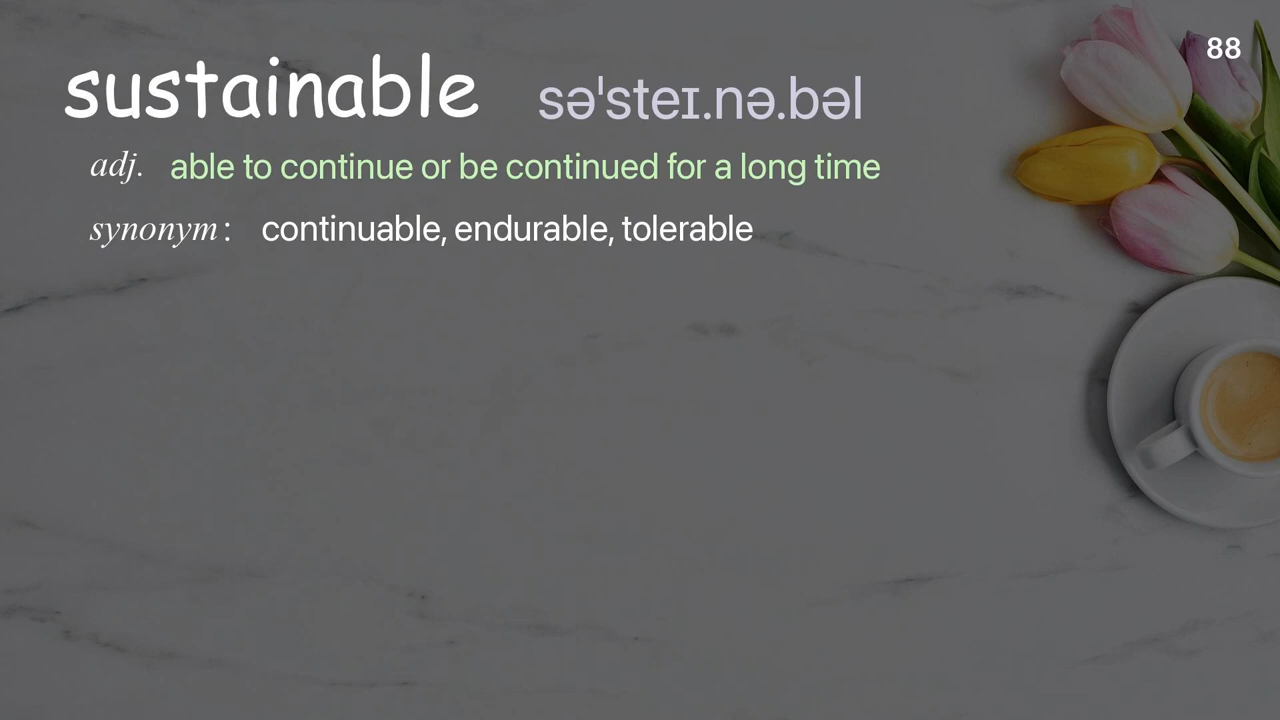 88
sustainable səˈsteɪ.nə.bəl
adj. able to continue or be continued for a long time
synonym: continuable, endurable, tolerable